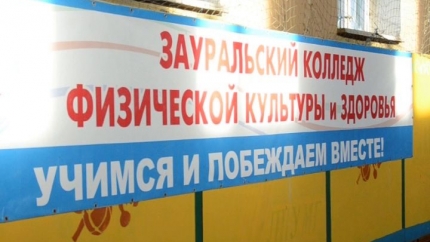 ЗАУРАЛЬСКИЙ КОЛЛЕДЖ
ФИЗИЧЕСКОЙ КУЛЬТУРЫ и ЗДОРОВЬЯ
УЧИМСЯ И ПОБЕЖДАЕМ ВМЕСТЕ!